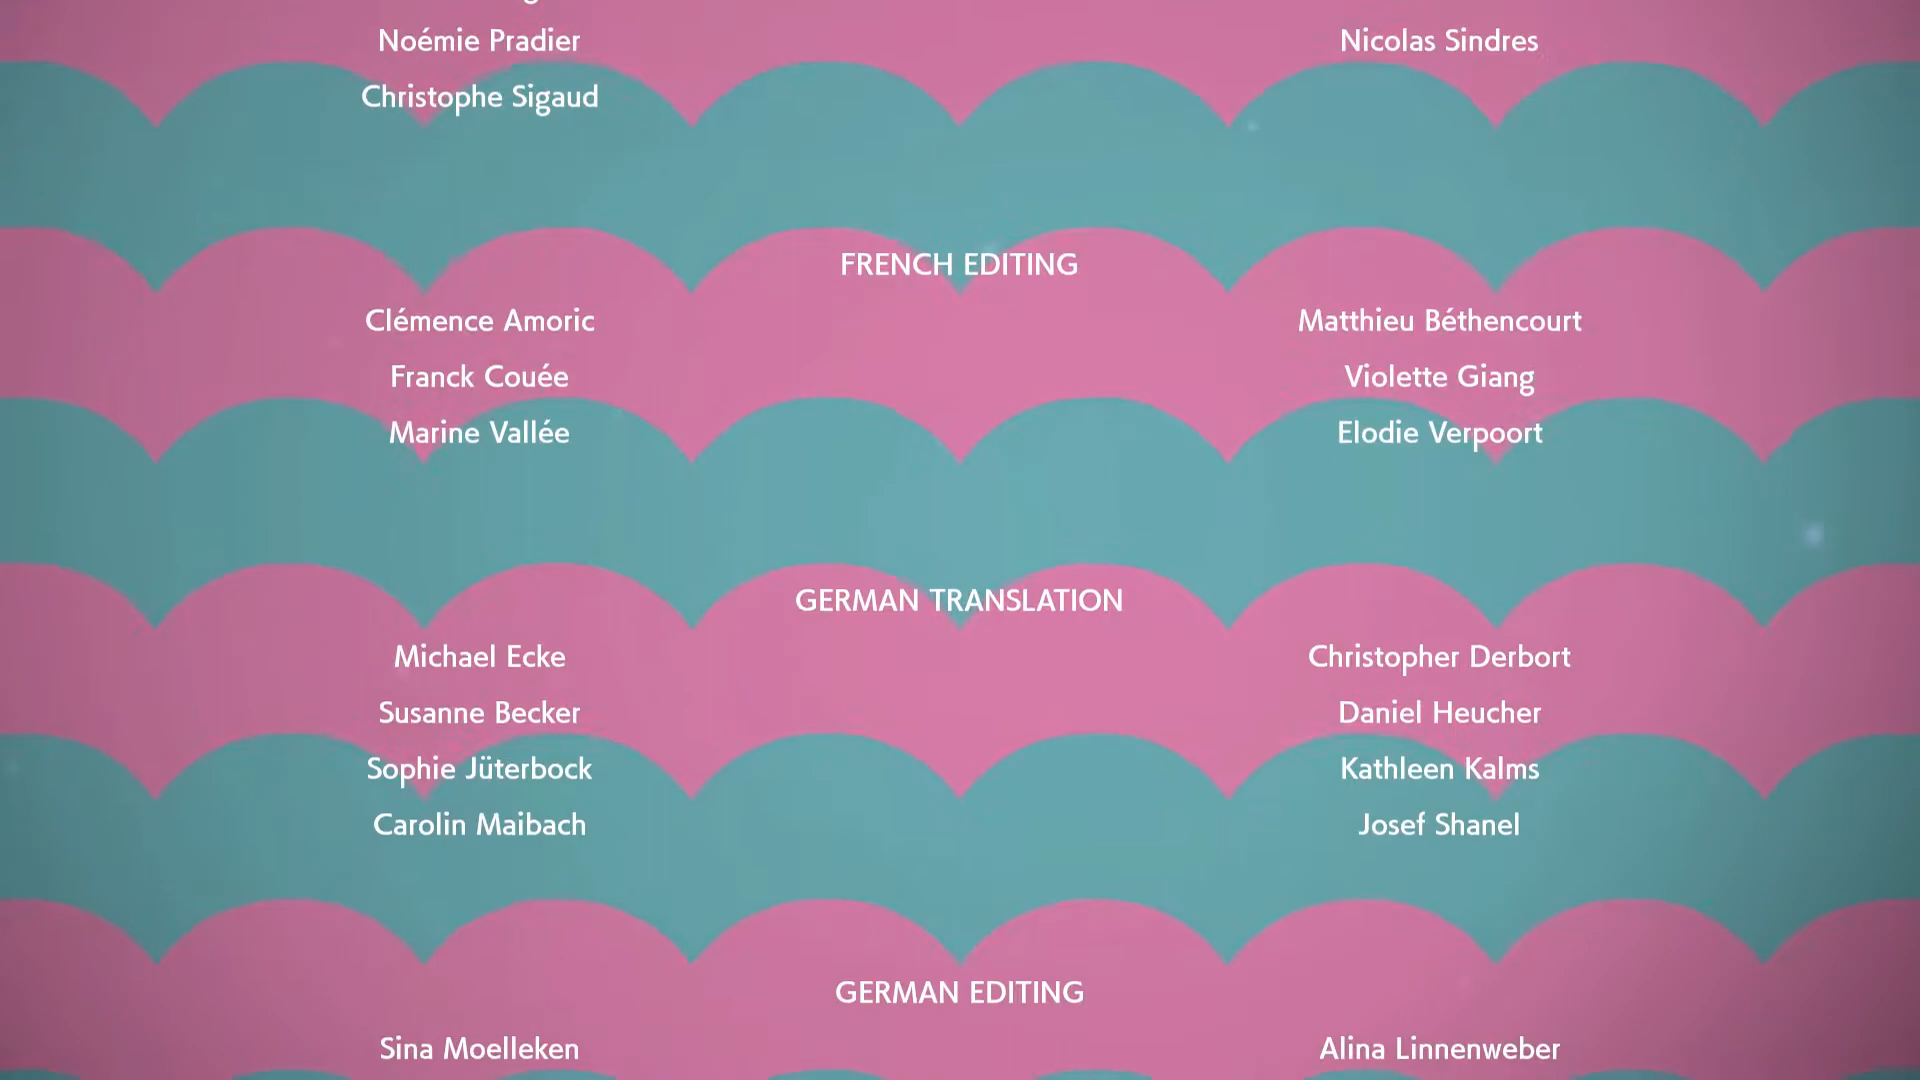 Noémie Pradier Nicolas Sindres
Christophe Sigaud
FRENCH EDITING
Clémence Amoric Matthieu Béthencourt
Franck Couée Violette Giang
Marine Vallée Elodie Verpoort
GERMAN TRANSLATION
Michael Ecke Christopher Derbort
Susanne Becker Daniel Heucher
Sophie Jüterbock Kathleen Kalms
Carolin Maibach Josef Shanel
GERMAN EDITING
Sina Moelleken Alina Linnenweber